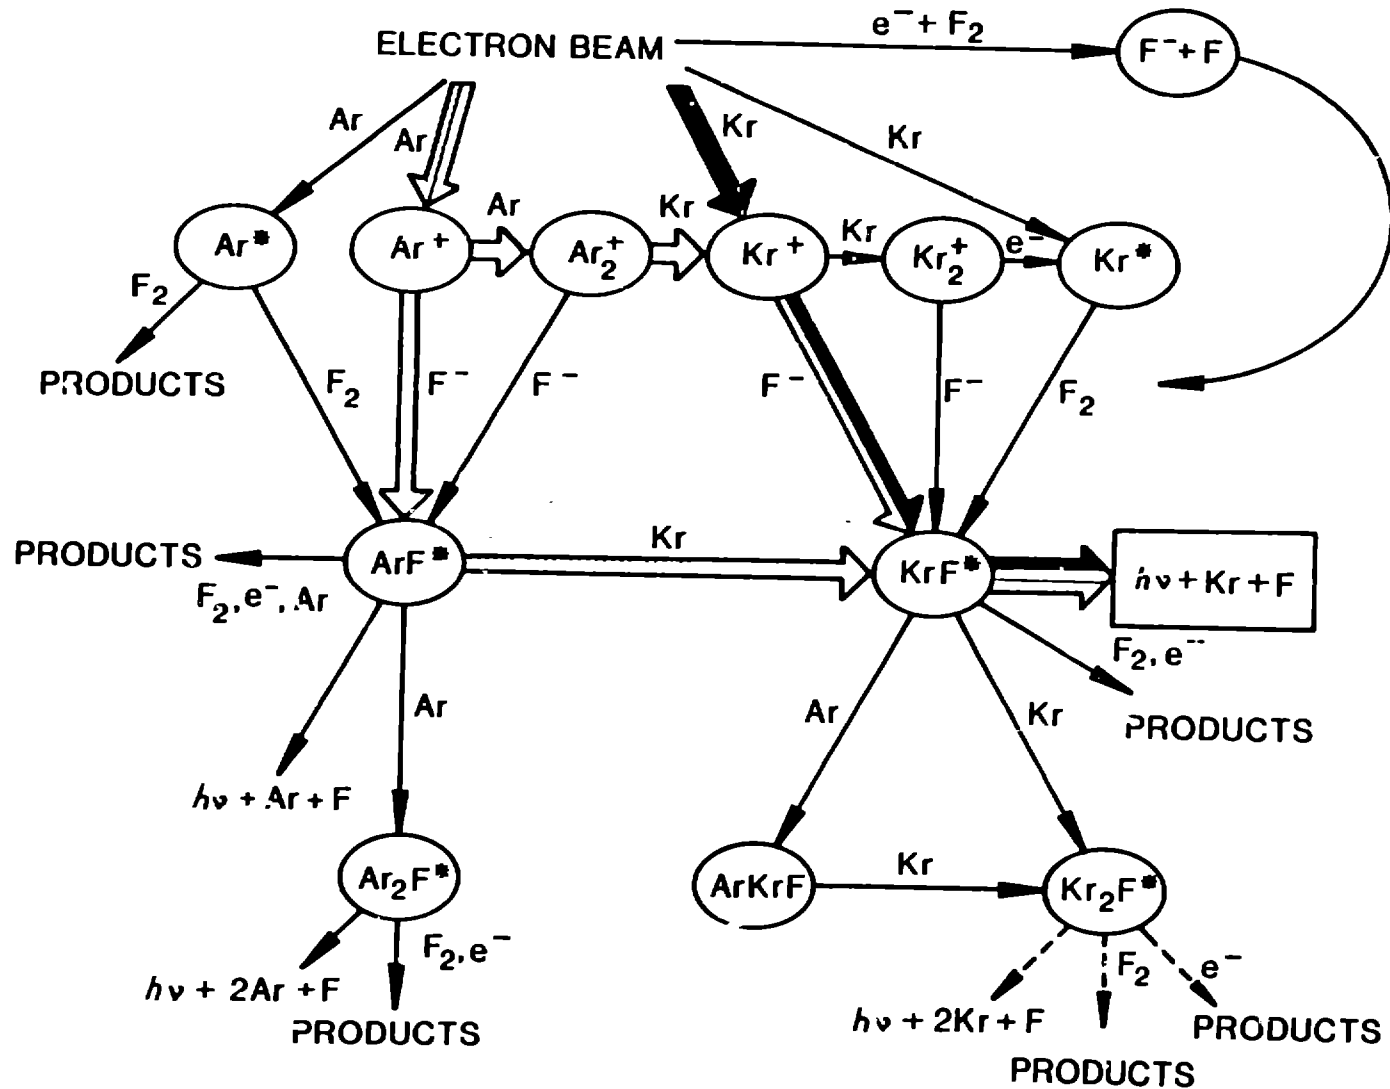 e⁻ + F₂
ELECTRON BEAM
F⁻ + F
Ar
Ar
Kr
Kr
Ar*
Ar⁺
Ar
Ar₂⁺
Kr
Kr⁺
Kr
Kr₂⁺
e⁻
Kr*
F₂
PRODUCTS
F₂
F⁻
F⁻
F⁻
F⁻
F₂
PRODUCTS
F₂, e⁻, Ar
ArF*
Kr
KrF*
hν + Kr + F
F₂, e⁻
PRODUCTS
Ar
Ar
Kr
hν + Ar + F
Ar₂F*
ArKrF
Kr
Kr₂F*
F₂, e⁻
F₂
e⁻
hν + 2Ar + F
PRODUCTS
hν + 2Kr + F
PRODUCTS
PRODUCTS